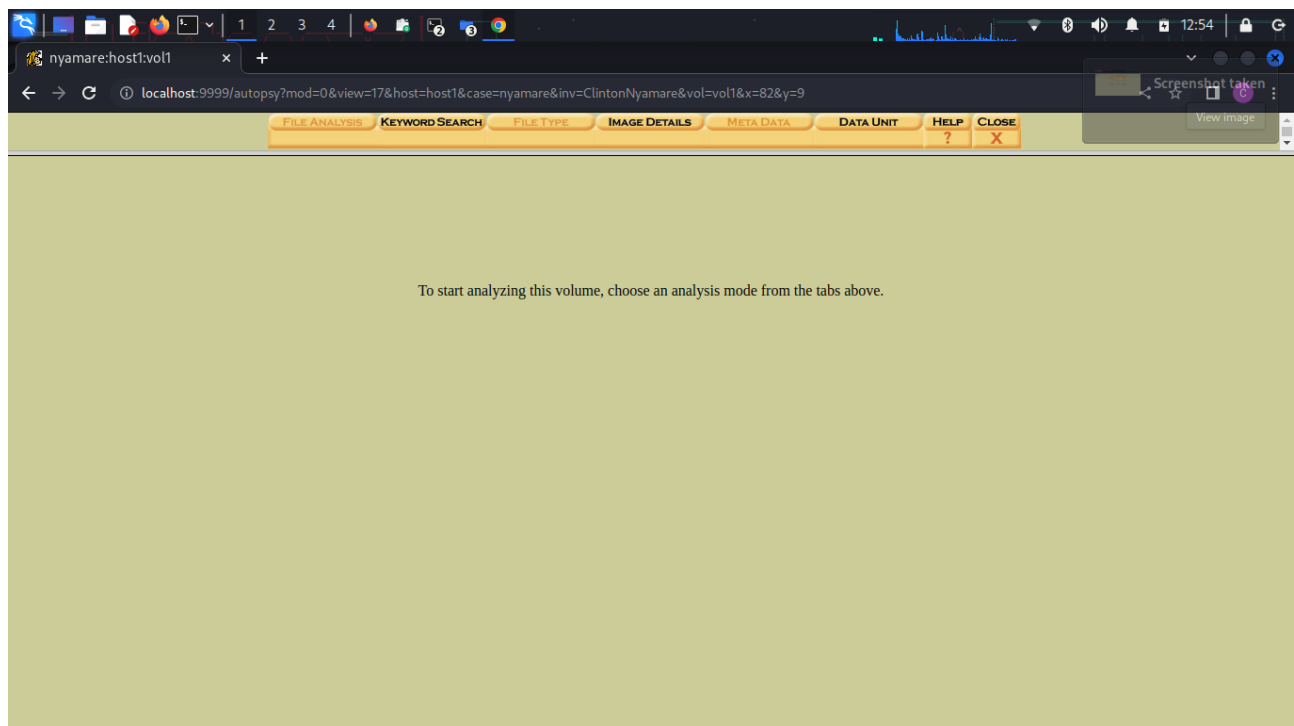 1 2 3 4 2 3 12:54
nyamare:host1:vol1
localhost:9999/autopsy?mod=0&view=17&host=host1&case=nyamare&inv=ClintonNyamare&vol=vol1&x=82&y=9
Screenshot taken
C
View image
FILE ANALYSIS KEYWORD SEARCH FILE TYPE IMAGE DETAILS META DATA DATA UNIT HELP CLOSE
? X
To start analyzing this volume, choose an analysis mode from the tabs above.